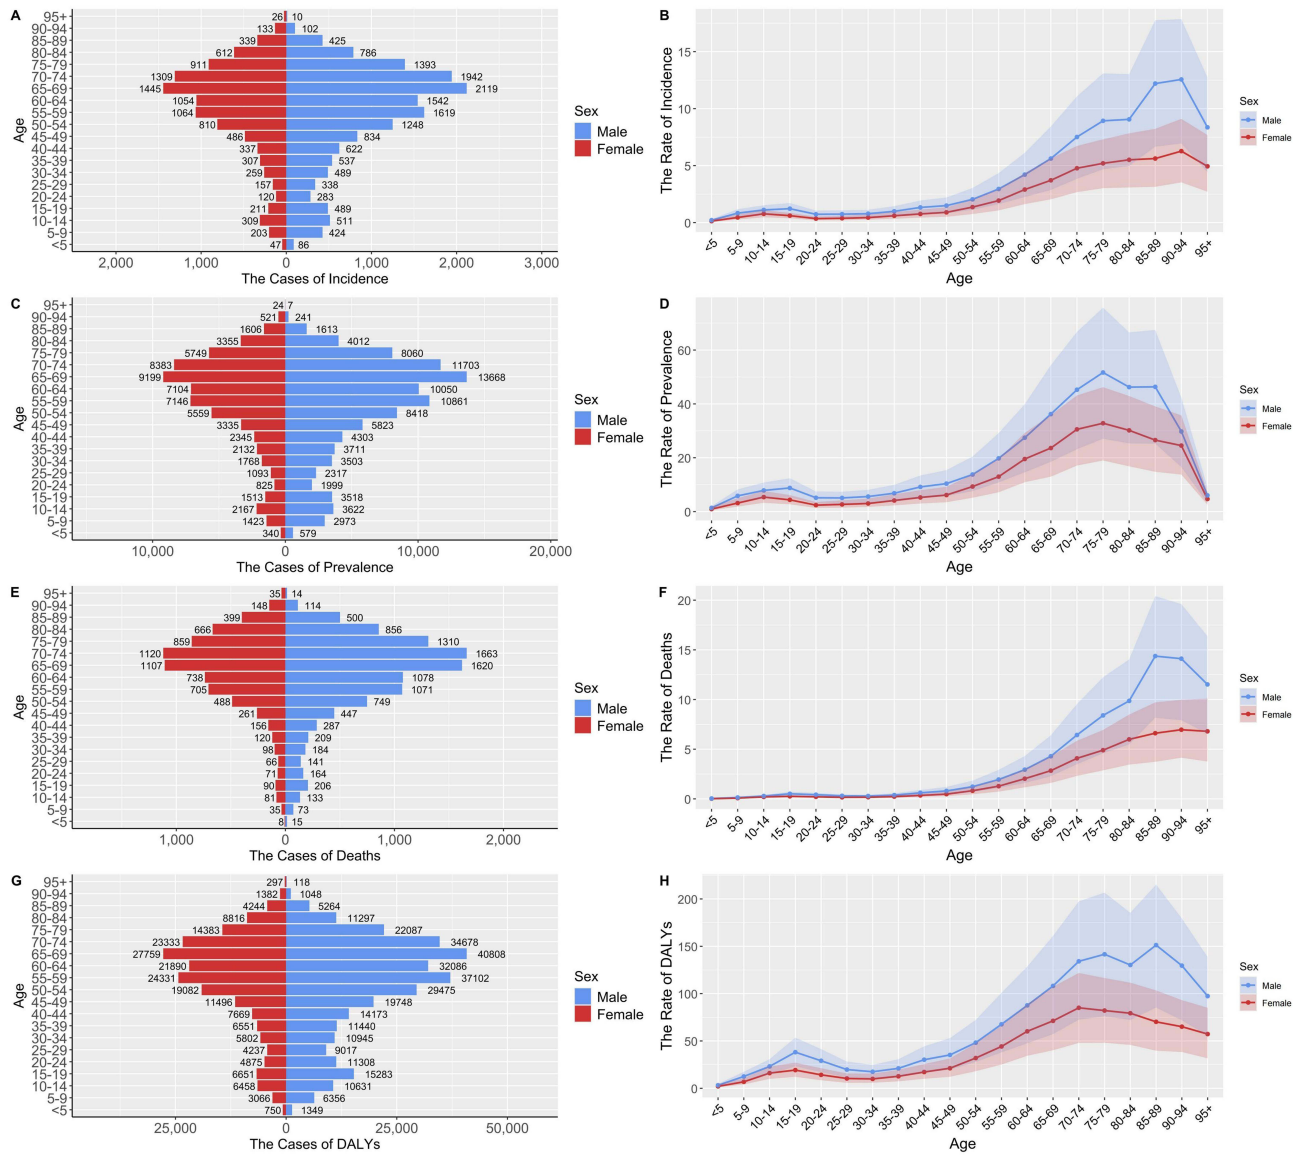 A
95+ 26 10
90-94 133 102
85-89 339 425
80-84 612 786
75-79 911 1393
70-74 1309 1942
65-69 1445 2119
60-64 1054 1542
55-59 1064 1619
50-54 810 1248
45-49 486 834
40-44 337 622
35-39 307 537
30-34 259 489
25-29 157 338
20-24 120 283
15-19 211 489
10-14 309 511
5-9 203 424
<5 47 86
Age
2,000 1,000 0 1,000 2,000 3,000
The Cases of Incidence
Sex
Male
Female
B
The Rate of Incidence
15
10
5
0
<5 5-9 10-14 15-19 20-24 25-29 30-34 35-39 40-44 45-49 50-54 55-59 60-64 65-69 70-74 75-79 80-84 85-89 90-94 95+
Age
Sex
Male
Female
C
95+ 24 7
90-94 521 241
85-89 1606 1613
80-84 3355 4012
75-79 5749 8060
70-74 8383 11703
65-69 9199 13668
60-64 7104 10050
55-59 7146 10861
50-54 5559 8418
45-49 3335 5823
40-44 2345 4303
35-39 2132 3711
30-34 1768 3503
25-29 1093 2317
20-24 825 1999
15-19 1513 3518
10-14 2167 3622
5-9 1423 2973
<5 340 579
Age
10,000 0 10,000 20,000
The Cases of Prevalence
Sex
Male
Female
D
The Rate of Prevalence
60
40
20
0
<5 5-9 10-14 15-19 20-24 25-29 30-34 35-39 40-44 45-49 50-54 55-59 60-64 65-69 70-74 75-79 80-84 85-89 90-94 95+
Age
Sex
Male
Female
E
95+ 35 14
90-94 148 114
85-89 399 500
80-84 666 856
75-79 859 1310
70-74 1120 1663
65-69 1107 1620
60-64 738 1078
55-59 705 1071
50-54 488 749
45-49 261 447
40-44 156 287
35-39 120 209
30-34 98 184
25-29 66 141
20-24 71 164
15-19 90 206
10-14 81 133
5-9 35 73
<5 8 15
Age
1,000 0 1,000 2,000
The Cases of Deaths
Sex
Male
Female
F
The Rate of Deaths
20
15
10
5
0
<5 5-9 10-14 15-19 20-24 25-29 30-34 35-39 40-44 45-49 50-54 55-59 60-64 65-69 70-74 75-79 80-84 85-89 90-94 95+
Age
Sex
Male
Female
G
95+ 297 118
90-94 1382 1048
85-89 4244 5264
80-84 8816 11297
75-79 14383 22087
70-74 23333 34678
65-69 27759 40808
60-64 21890 32086
55-59 24331 37102
50-54 19082 29475
45-49 11496 19748
40-44 7669 14173
35-39 6551 11440
30-34 5802 10945
25-29 4237 9017
20-24 4875 11308
15-19 6651 15283
10-14 6458 10631
5-9 3066 6356
<5 750 1349
Age
25,000 0 25,000 50,000
The Cases of DALYs
Sex
Male
Female
H
The Rate of DALYs
200
150
100
50
0
<5 5-9 10-14 15-19 20-24 25-29 30-34 35-39 40-44 45-49 50-54 55-59 60-64 65-69 70-74 75-79 80-84 85-89 90-94 95+
Age
Sex
Male
Female